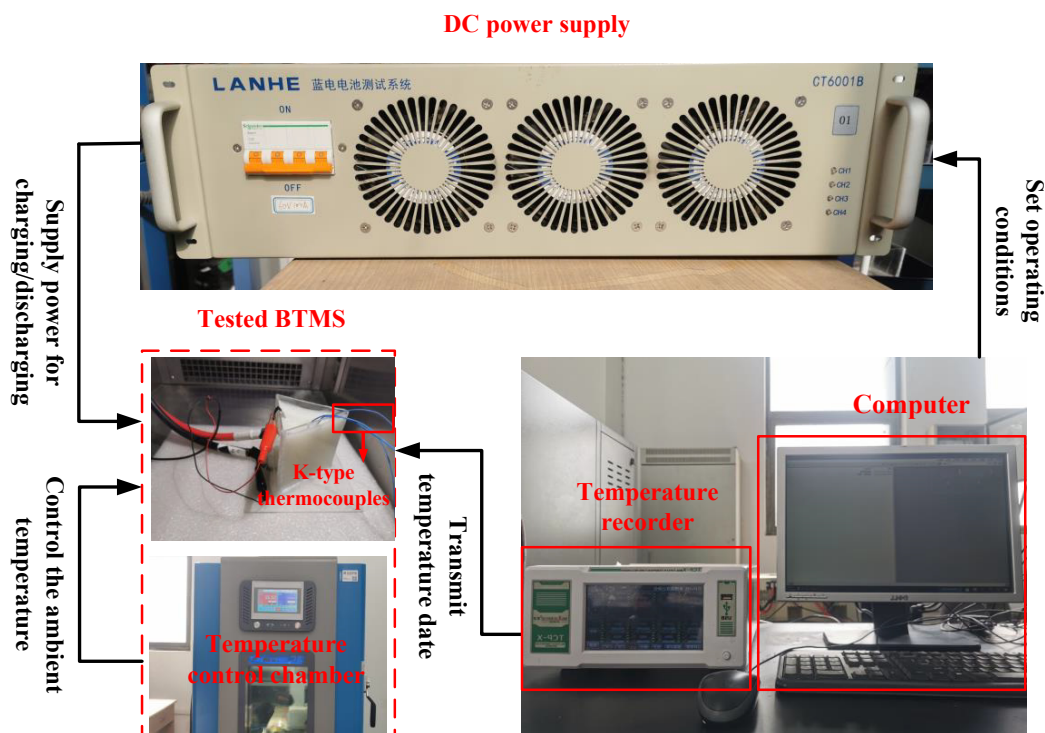 DC power supply
LANHE 蓝电电池测试系统
CT6001B
ON
OFF
01
CH1
CH2
CH3
CH4
Supply power for
charging/discharging
Set operating
conditions
Tested BTMS
K-type
thermocouples
Control the ambient
temperature
Temperature
control chamber
Transmit
temperature date
Temperature
recorder
Computer
TCP-X
DELL